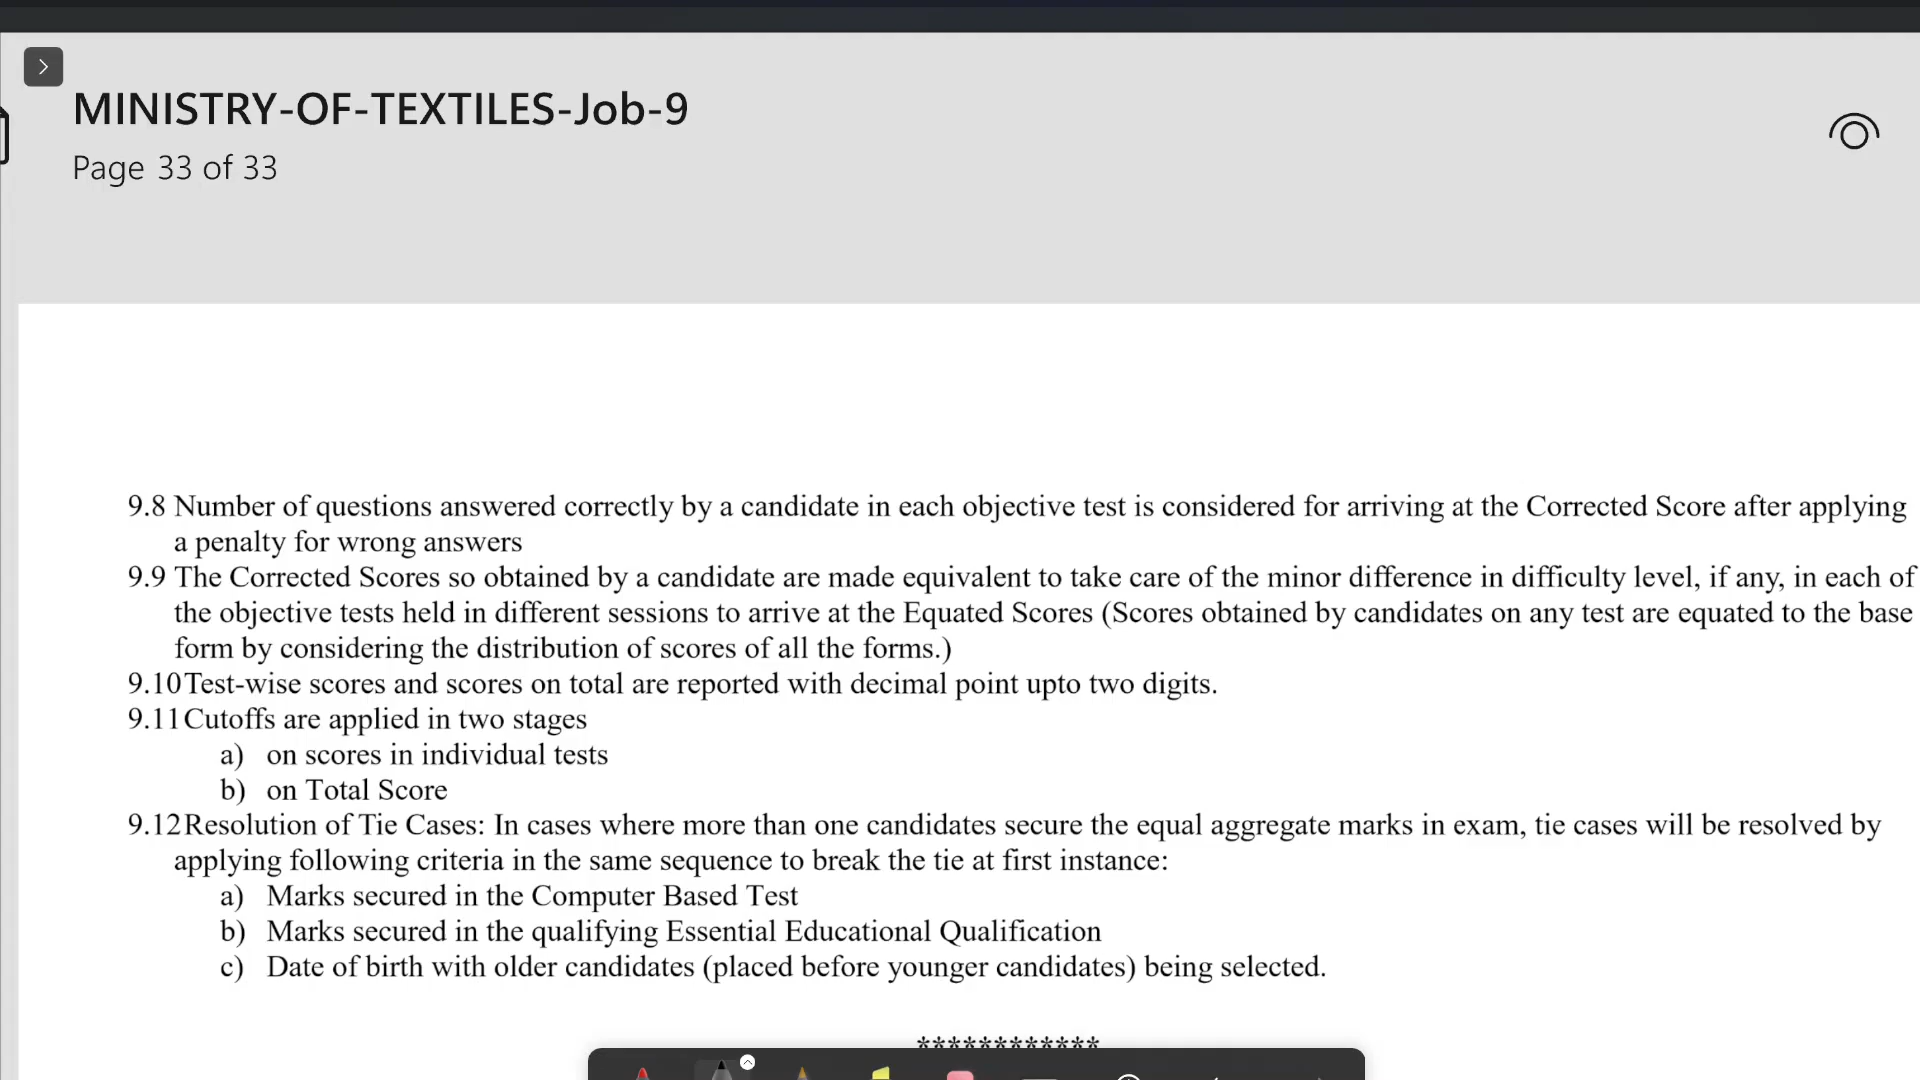 MINISTRY-OF-TEXTILES-Job-9
Page 33 of 33
9.8 Number of questions answered correctly by a candidate in each objective test is considered for arriving at the Corrected Score after applying
a penalty for wrong answers
9.9 The Corrected Scores so obtained by a candidate are made equivalent to take care of the minor difference in difficulty level, if any, in each of
the objective tests held in different sessions to arrive at the Equated Scores (Scores obtained by candidates on any test are equated to the base
form by considering the distribution of scores of all the forms.)
9.10 Test-wise scores and scores on total are reported with decimal point upto two digits.
9.11 Cutoffs are applied in two stages
a) on scores in individual tests
b) on Total Score
9.12 Resolution of Tie Cases: In cases where more than one candidates secure the equal aggregate marks in exam, tie cases will be resolved by
applying following criteria in the same sequence to break the tie at first instance:
a) Marks secured in the Computer Based Test
b) Marks secured in the qualifying Essential Educational Qualification
c) Date of birth with older candidates (placed before younger candidates) being selected.
************